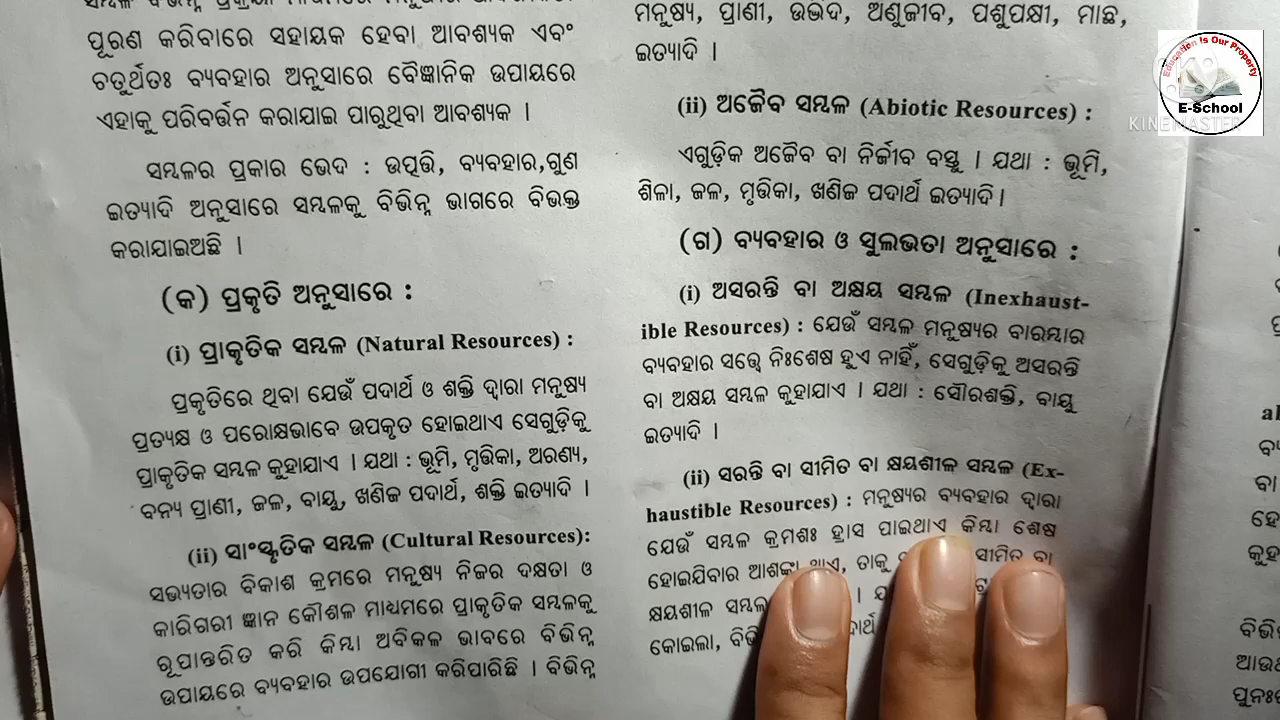 ପୂରଣ କରିବାରେ ସହାୟକ ହେବା ଆବଶ୍ୟକ ଏବଂ
ଚତୁର୍ଥତଃ ବ୍ୟବହାର ଅନୁସାରେ ବୈଜ୍ଞାନିକ ଉପାୟରେ
ଏହାକୁ ପରିବର୍ତ୍ତନ କରାଯାଇ ପାରୁଥିବା ଆବଶ୍ୟକ ।
ସମ୍ବଳର ପ୍ରକାର ଭେଦ : ଉତ୍ପତ୍ତି, ବ୍ୟବହାର,ଗୁଣ
ଇତ୍ୟାଦି ଅନୁସାରେ ସମ୍ବଳକୁ ବିଭିନ୍ନ ଭାଗରେ ବିଭକ୍ତ
କରାଯାଇଅଛି ।
(କ) ପ୍ରକୃତି ଅନୁସାରେ :
(i) ପ୍ରାକୃତିକ ସମ୍ବଳ (Natural Resources) :
ପ୍ରକୃତିରେ ଥିବା ଯେଉଁ ପଦାର୍ଥ ଓ ଶକ୍ତି ଦ୍ୱାରା ମନୁଷ୍ୟ
ପ୍ରତ୍ୟକ୍ଷ ଓ ପରୋକ୍ଷଭାବେ ଉପକୃତ ହୋଇଥାଏ ସେଗୁଡ଼ିକୁ
ପ୍ରାକୃତିକ ସମ୍ବଳ କୁହାଯାଏ । ଯଥା : ଭୂମି, ମୃତ୍ତିକା, ଅରଣ୍ୟ,
ବନ୍ୟ ପ୍ରାଣୀ, ଜଳ, ବାୟୁ, ଖଣିଜ ପଦାର୍ଥ, ଶକ୍ତି ଇତ୍ୟାଦି ।
(ii) ସାଂସ୍କୃତିକ ସମ୍ବଳ (Cultural Resources):
ସଭ୍ୟତାର ବିକାଶ କ୍ରମରେ ମନୁଷ୍ୟ ନିଜର ଦକ୍ଷତା ଓ
କାରିଗରୀ ଜ୍ଞାନ କୌଶଳ ମାଧ୍ୟମରେ ପ୍ରାକୃତିକ ସମ୍ବଳକୁ
ରୂପାନ୍ତରିତ କରି କିମ୍ବା ଅବିକଳ ଭାବରେ ବିଭିନ୍ନ
ଉପାୟରେ ବ୍ୟବହାର ଉପଯୋଗୀ କରିପାରିଛି । ବିଭିନ୍ନ
ମନୁଷ୍ୟ, ପ୍ରାଣୀ, ଉଦ୍ଭିଦ, ଅଣୁଜୀବ, ପଶୁପକ୍ଷୀ, ମାଛ,
ଇତ୍ୟାଦି ।
(ii) ଅଜୈବ ସମ୍ବଳ (Abiotic Resources) :
ଏଗୁଡ଼ିକ ଅଜୈବ ବା ନିର୍ଜୀବ ବସ୍ତୁ । ଯଥା : ଭୂମି,
ଶିଳା, ଜଳ, ମୃତ୍ତିକା, ଖଣିଜ ପଦାର୍ଥ ଇତ୍ୟାଦି ।
(ଗ) ବ୍ୟବହାର ଓ ସୁଲଭତା ଅନୁସାରେ :
(i) ଅସରନ୍ତି ବା ଅକ୍ଷୟ ସମ୍ବଳ (Inexhaust-
ible Resources) : ଯେଉଁ ସମ୍ବଳ ମନୁଷ୍ୟର ବାରମ୍ବାର
ବ୍ୟବହାର ସତ୍ତ୍ୱେ ନିଃଶେଷ ହୁଏ ନାହିଁ, ସେଗୁଡ଼ିକୁ ଅସରନ୍ତି
ବା ଅକ୍ଷୟ ସମ୍ବଳ କୁହାଯାଏ । ଯଥା : ସୌରଶକ୍ତି, ବାୟୁ
ଇତ୍ୟାଦି ।
(ii) ସରନ୍ତି ବା ସୀମିତ ବା କ୍ଷୟଶୀଳ ସମ୍ବଳ (Ex-
haustible Resources) : ମନୁଷ୍ୟର ବ୍ୟବହାର ଦ୍ୱାରା
ଯେଉଁ ସମ୍ବଳ କ୍ରମଶଃ ହ୍ରାସ ପାଇଥାଏ କିମ୍ବା ଶେଷ
ହୋଇଯିବାର ଆଶଙ୍କା ଥାଏ, ତାକୁ ସୀମିତ ବା
କ୍ଷୟଶୀଳ ସମ୍ବଳ ।
କୋଇଲା,
Education Is Our Property
E-School
KINEMASTER